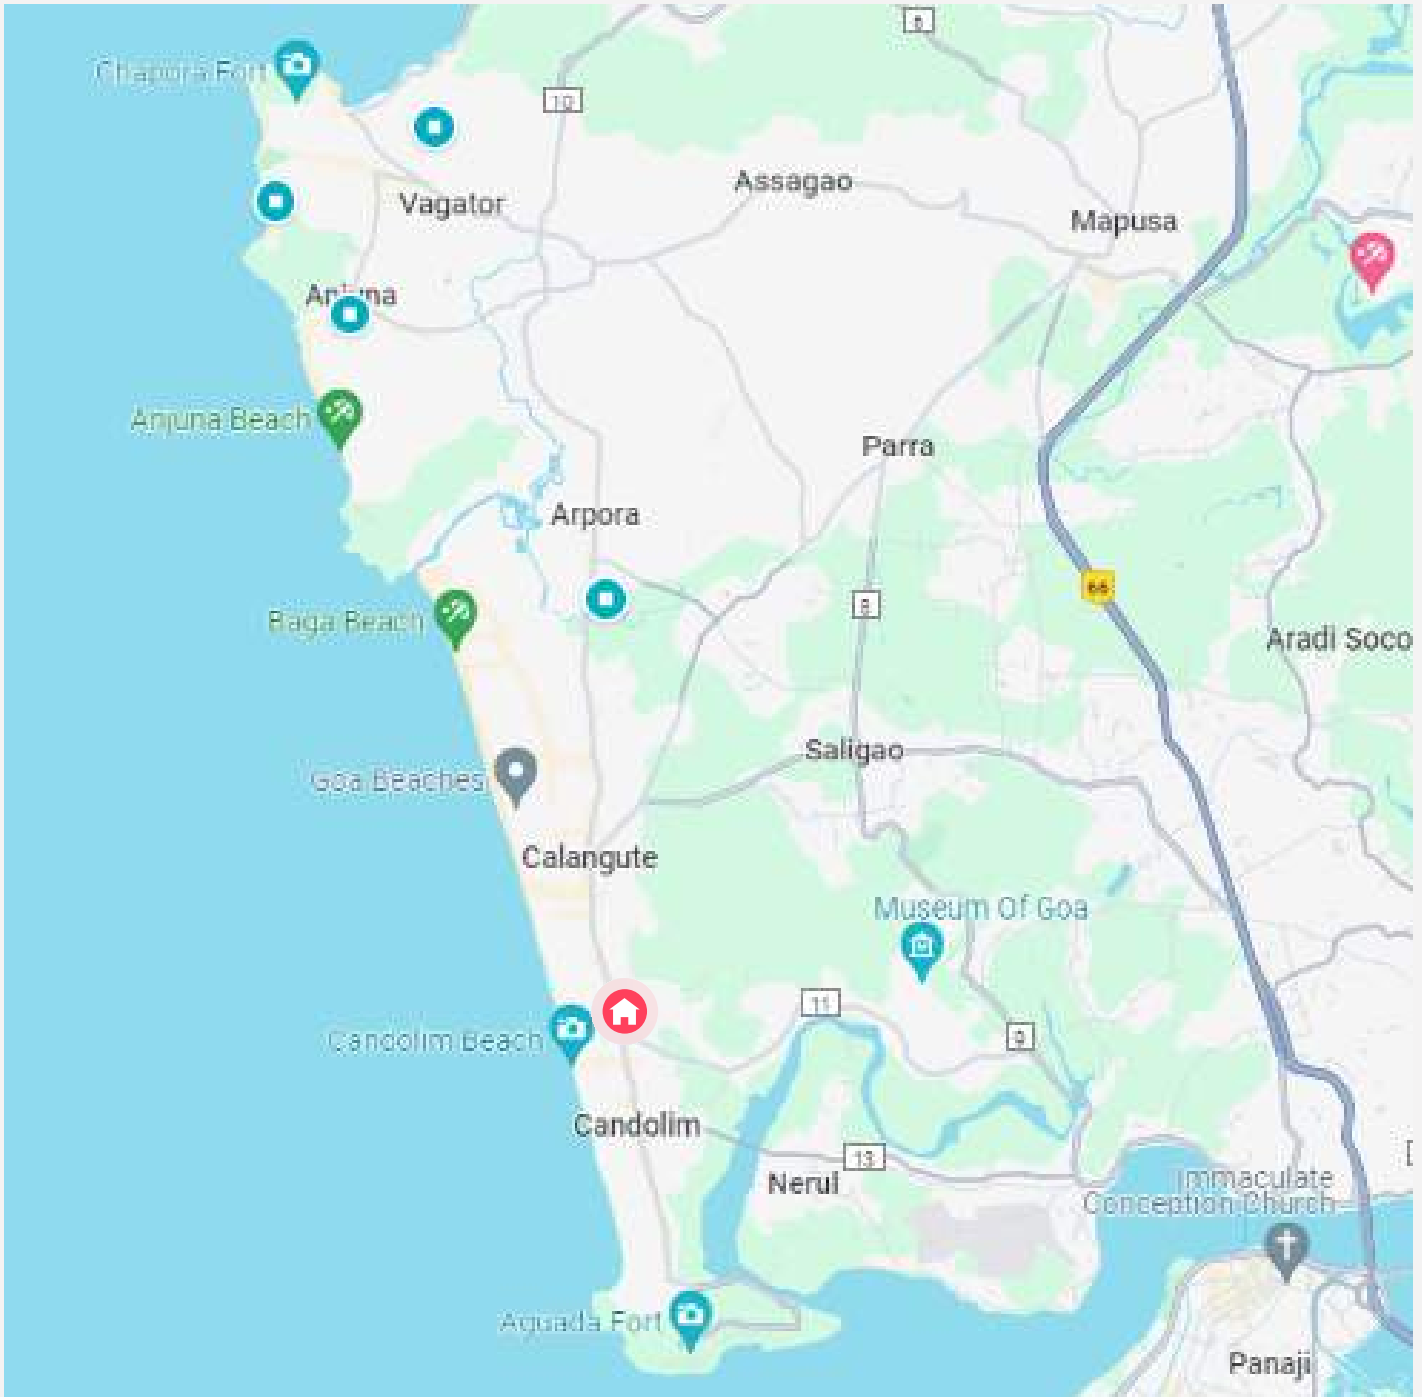 8
Chapora Fort
10
Assagao
Vagator
Mapusa
Anjuna
Anjuna Beach
Parra
Arpora
66
8
Baga Beach
Aradi Soco
Saligao
Goa Beaches
Calangute
Museum Of Goa
11
9
Candolim Beach
Candolim
13
Nerul
Immaculate
Conception Church
Aguada Fort
Panaji